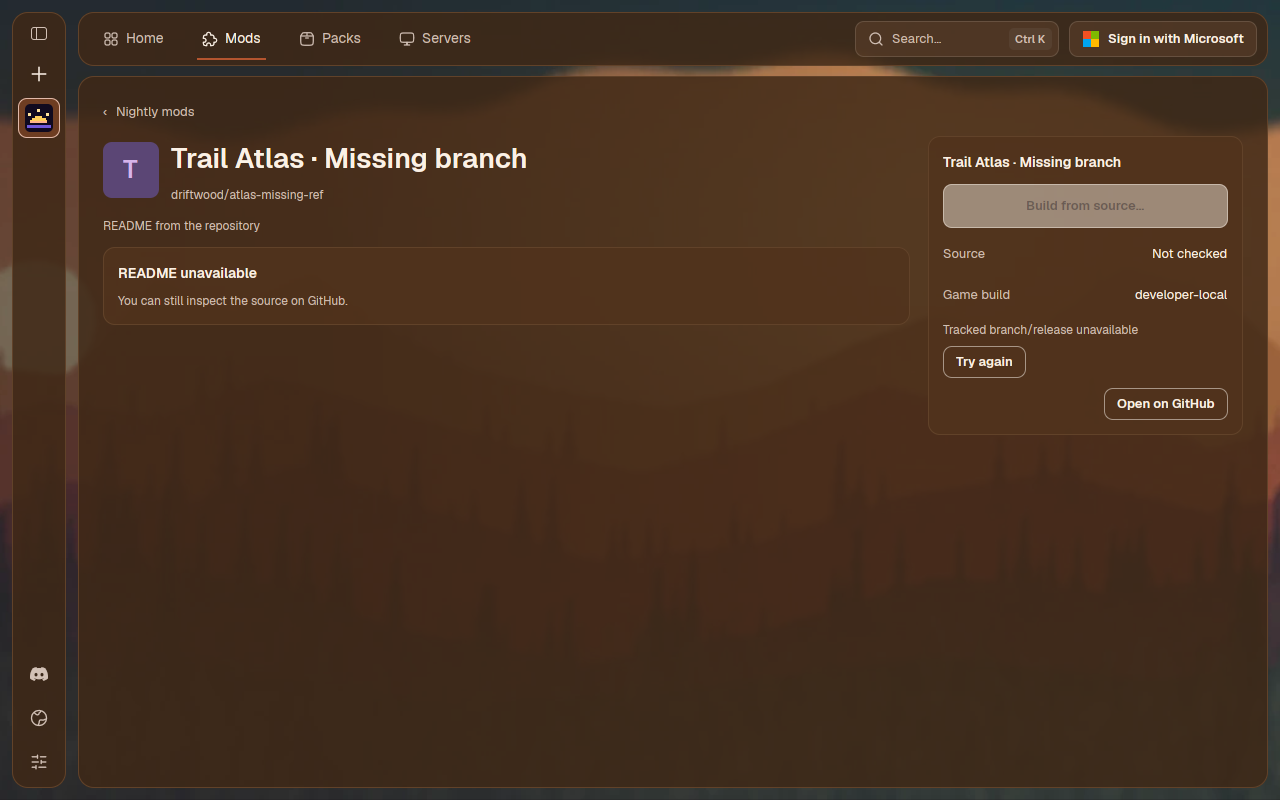 Home
Mods
Packs
Servers
Search...
Ctrl K
Sign in with Microsoft
‹ Nightly mods
T
Trail Atlas · Missing branch
driftwood/atlas-missing-ref
README from the repository
README unavailable
You can still inspect the source on GitHub.
Trail Atlas · Missing branch
Build from source...
Source Not checked
Game build developer-local
Tracked branch/release unavailable
Try again
Open on GitHub